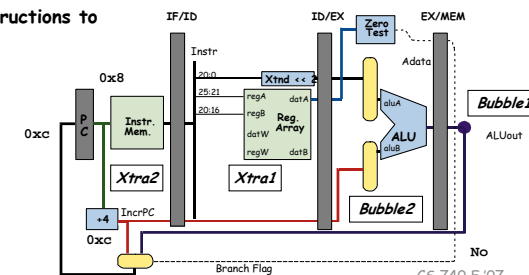 ructions to
IF/ID
ID/EX
EX/MEM
Zero
Test
Instr
Adata
0x8
20:0
Xtnd << 2
Bubble1
25:21
regA
datA
aluA
P
C
Instr.
Mem.
20:16
regB
Reg.
Array
ALU
0xc
datW
ALUout
regW
datB
aluB
Xtra2
Xtra1
Bubble2
+4
IncrPC
0xc
No
Branch Flag